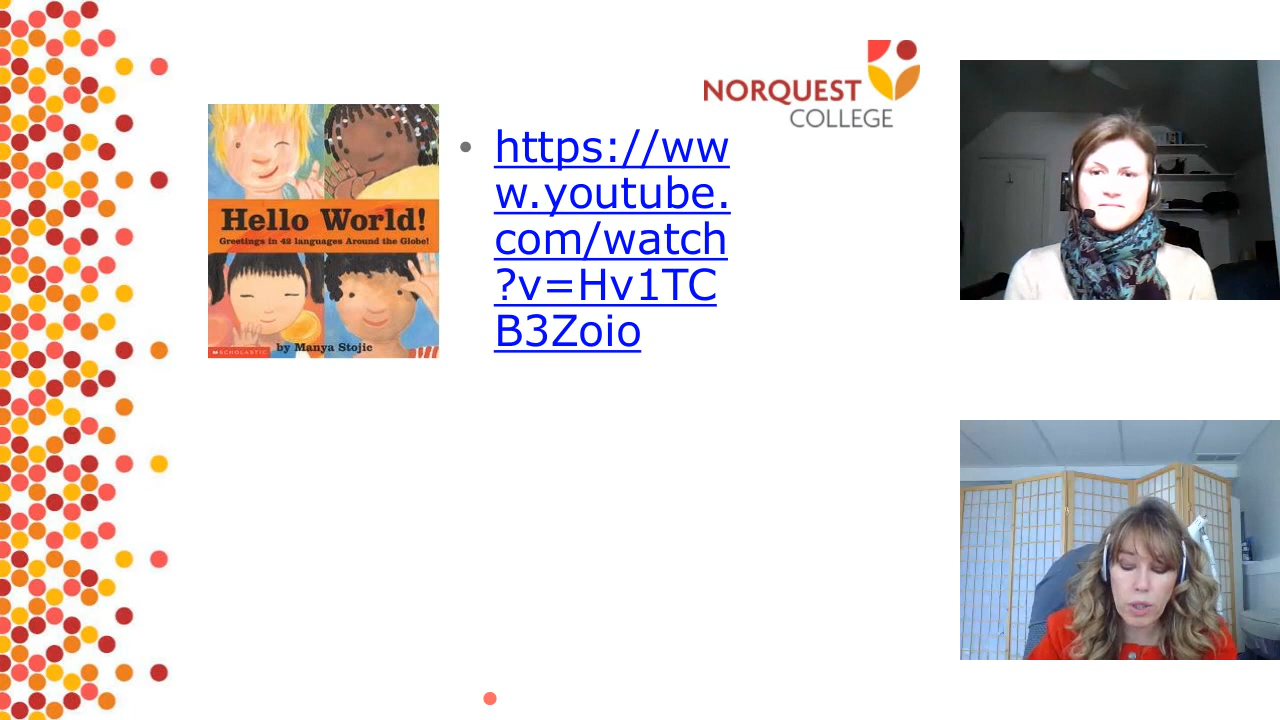 NORQUEST
COLLEGE
Hello World!
Greetings in 42 languages Around the Globe!
by Manya Stojic
SCHOLASTIC
https://ww
w.youtube.
com/watch
?v=Hv1TC
B3Zoio